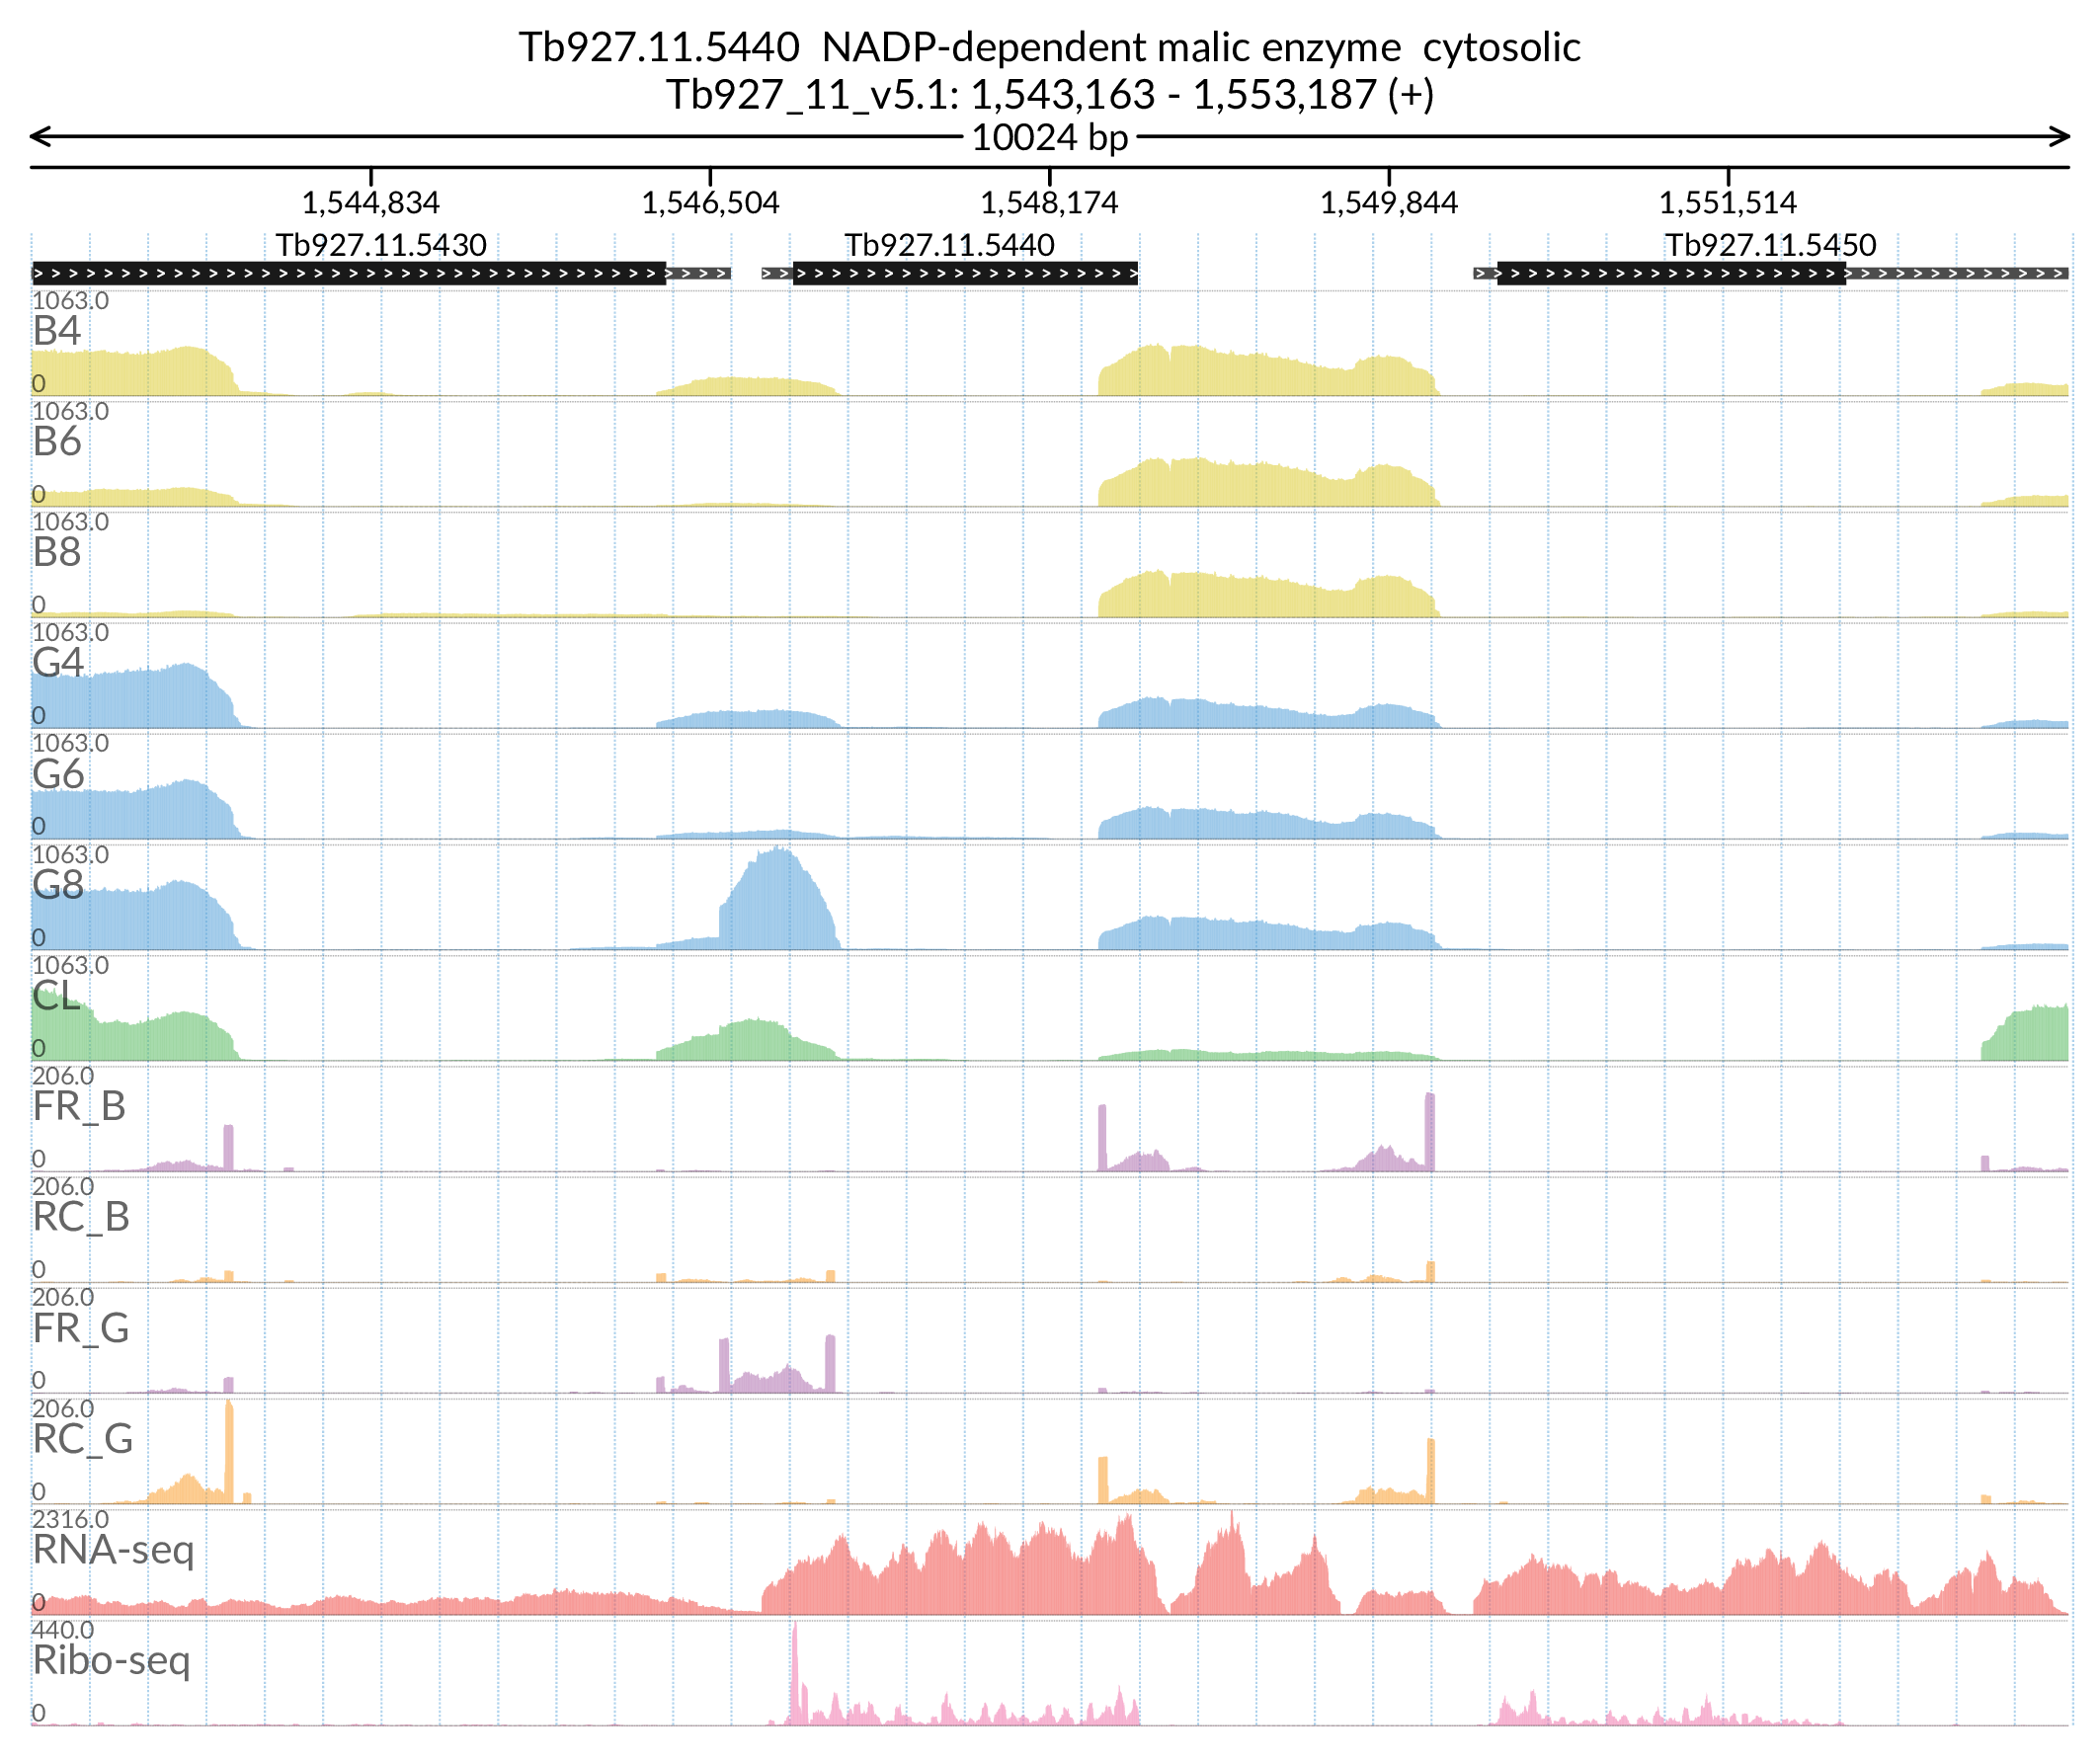 Tb927.11.5440  NADP-dependent malic enzyme  cytosolic
Tb927_11_v5.1: 1,543,163 - 1,553,187 (+)
10024 bp
1,544,834 1,546,504 1,548,174 1,549,844 1,551,514
Tb927.11.5430 Tb927.11.5440 Tb927.11.5450
1063.0
B4
0
1063.0
B6
0
1063.0
B8
0
1063.0
G4
0
1063.0
G6
0
1063.0
G8
0
1063.0
CL
0
206.0
FR_B
0
206.0
RC_B
0
206.0
FR_G
0
206.0
RC_G
0
2316.0
RNA-seq
0
440.0
Ribo-seq
0